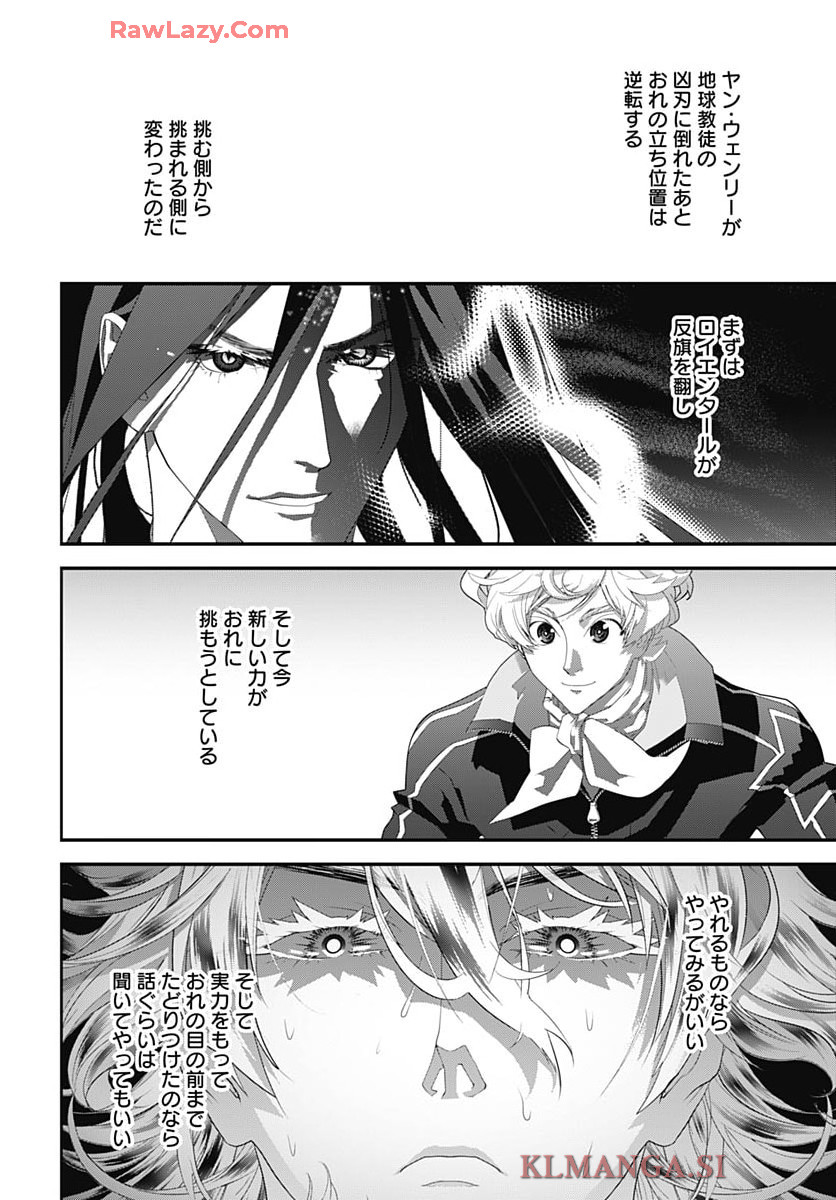 RawLazy.Com
ヤン・ウェンリーが
地球教徒の
凶刃に倒れたあと
おれの立ち位置は
逆転する
挑む側から
挑まれる側に
変わったのだ
まずは
ロイエンタールが
反旗を翻し
そして今
新しい力が
おれに
挑もうとしている
やれるものなら
やってみるがいい
そして
実力をもって
おれの目の前まで
たどりつけたのなら
話ぐらいは
聞いてやってもいい
KLMANGA.SI